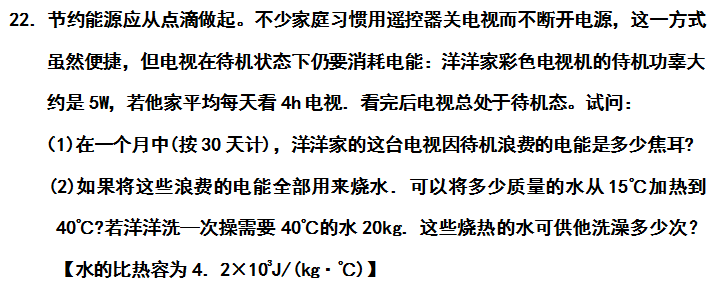 22．节约能源应从点滴做起。不少家庭习惯用遥控器关电视而不断开电源，这一方式
虽然便捷，但电视在待机状态下仍要消耗电能：洋洋家彩色电视机的侍机功辜大
约是 5W，若他家平均每天看 4h 电视．看完后电视总处于待机态。试问：
(1)在一个月中(按 30 天计)，洋洋家的这台电视因待机浪费的电能是多少焦耳?
(2)如果将这些浪费的电能全部用来烧水．可以将多少质量的水从 15℃加热到
40℃?若洋洋洗一次操需要 40℃的水 20kg．这些烧热的水可供他洗澡多少次？
【水的比热容为 4．2×10³J/(kg·℃)】